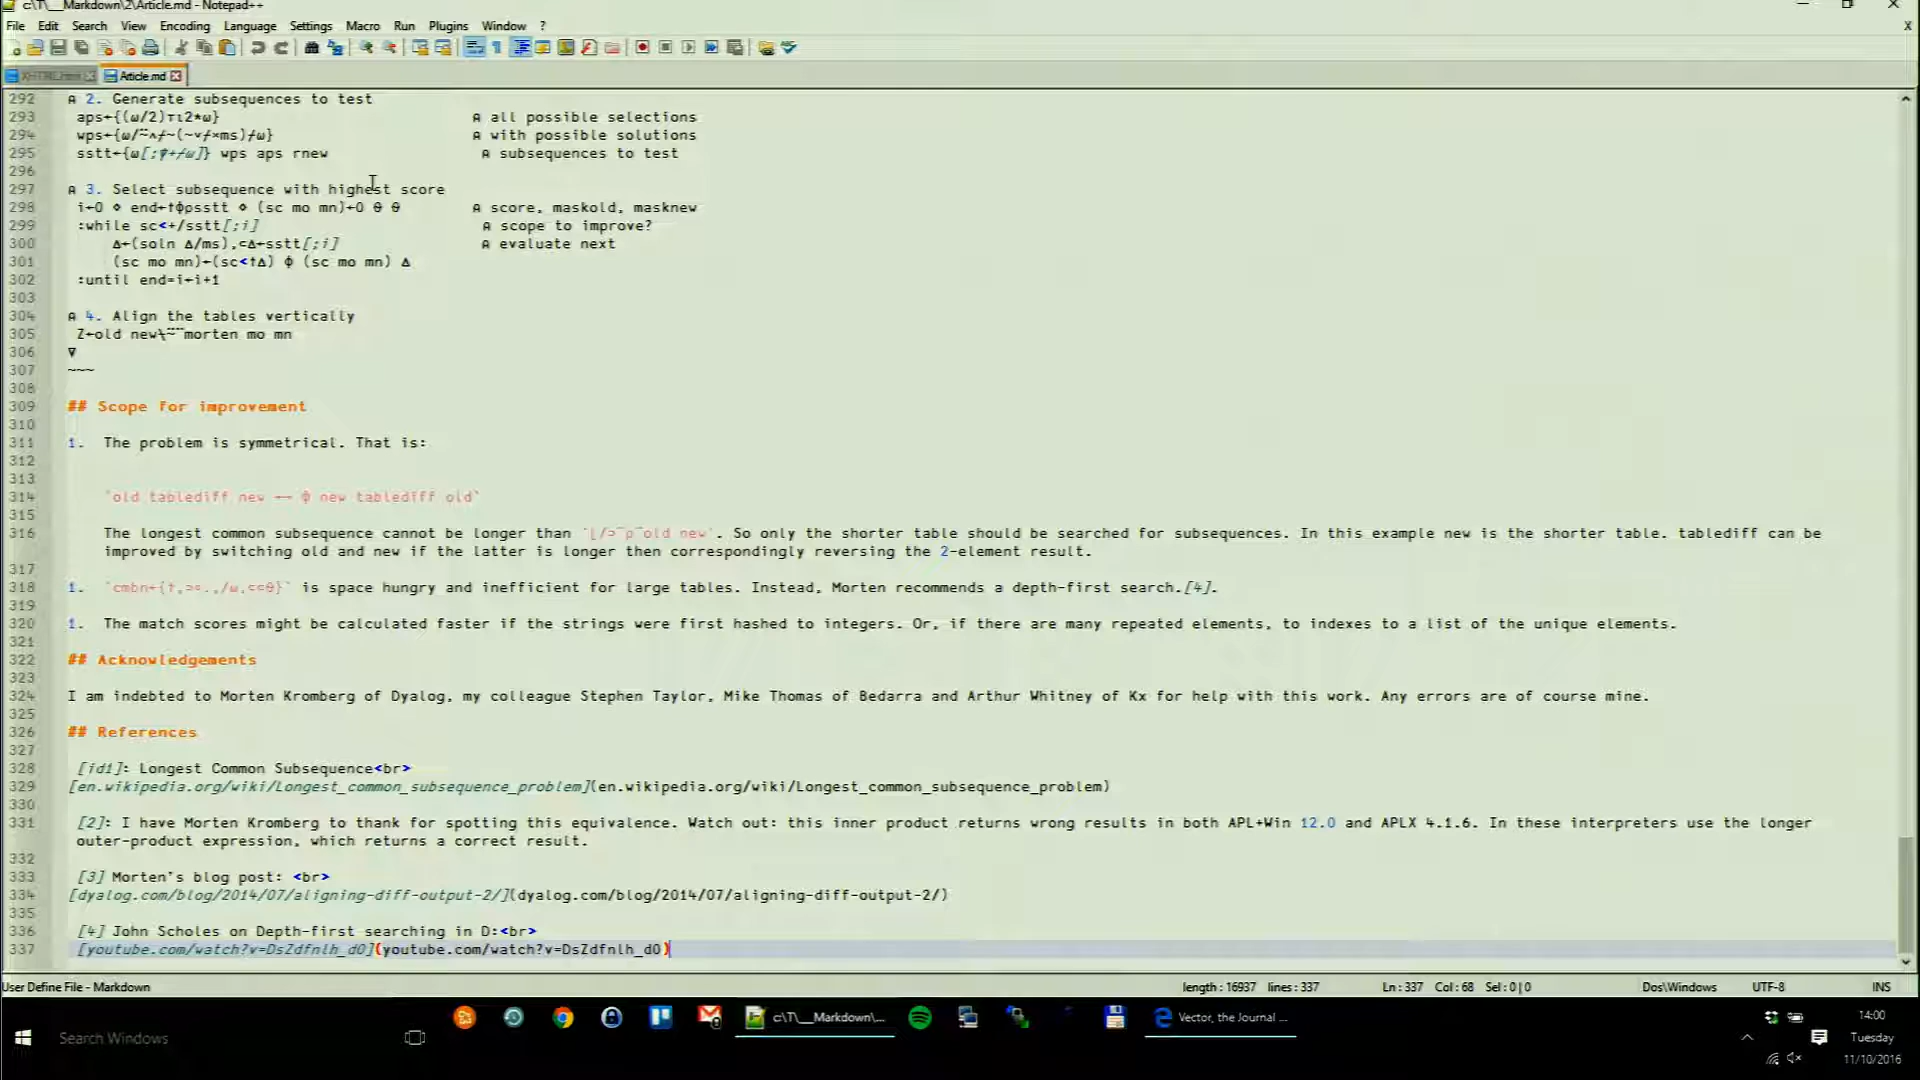 c:\T\__Markdown\2\Article.md - Notepad++
File Edit Search View Encoding Language Settings Macro Run Plugins Window ?
XHTML.html Article.md
292 ⍝ 2. Generate subsequences to test
293 aps←{(⍵/2)⊤⍳2*⍵} ⍝ all possible selections
294 wps←{⍵/⍨∧⌿~(~∨⌿×ms)⌿⍵} ⍝ with possible solutions
295 sstt←{⍵[;⍒+⌿⍵]} wps aps rnew ⍝ subsequences to test
296
297 ⍝ 3. Select subsequence with highest score
298 i←0 ⋄ end←↑⌽⍴sstt ⋄ (sc mo mn)←0 ⍬ ⍬ ⍝ score, maskold, masknew
299 :while sc<+/sstt[;i] ⍝ scope to improve?
300 ∆←(soln ∆/ms),⊂∆←sstt[;i] ⍝ evaluate next
301 (sc mo mn)←(sc<↑∆) ⌽ (sc mo mn) ∆
302 :until end=i←i+1
303
304 ⍝ 4. Align the tables vertically
305 Z←old new⍀⍨¨morten mo mn
306 ∇
307 ~~~
308
309 ## Scope for improvement
310
311 1. The problem is symmetrical. That is:
312
313
314 `old tablediff new ←→ ⌽ new tablediff old`
315
316 The longest common subsequence cannot be longer than `⌊/⊃¨⍴¨old new`. So only the shorter table should be searched for subsequences. In this example new is the shorter table. tablediff can be
improved by switching old and new if the latter is longer then correspondingly reversing the 2-element result.
317
318 1. is space hungry and inefficient for large tables. Instead, Morten recommends a depth-first search.[4].
319
320 1. The match scores might be calculated faster if the strings were first hashed to integers. Or, if there are many repeated elements, to indexes to a list of the unique elements.
321
322 ## Acknowledgements
323
324 I am indebted to Morten Kromberg of Dyalog, my colleague Stephen Taylor, Mike Thomas of Bedarra and Arthur Whitney of Kx for help with this work. Any errors are of course mine.
325
326 ## References
327
328 [id1]: Longest Common Subsequence<br>
329 [en.wikipedia.org/wiki/Longest_common_subsequence_problem](en.wikipedia.org/wiki/Longest_common_subsequence_problem)
330
331 [2]: I have Morten Kromberg to thank for spotting this equivalence. Watch out: this inner product returns wrong results in both APL+Win 12.0 and APLX 4.1.6. In these interpreters use the longer
outer-product expression, which returns a correct result.
332
333 [3] Morten's blog post: <br>
334 [dyalog.com/blog/2014/07/aligning-diff-output-2/](dyalog.com/blog/2014/07/aligning-diff-output-2/)
335
336 [4] John Scholes on Depth-first searching in D:<br>
337 [youtube.com/watch?v=DsZdfnlh_d0](youtube.com/watch?v=DsZdfnlh_d0)
User Define File - Markdown length : 16937 lines : 337 Ln : 337 Col : 68 Sel : 0 | 0 Dos\Windows UTF-8 INS
Search Windows c:\T\__Markdown\... Vector, the Journal ... 14:00
Tuesday
11/10/2016